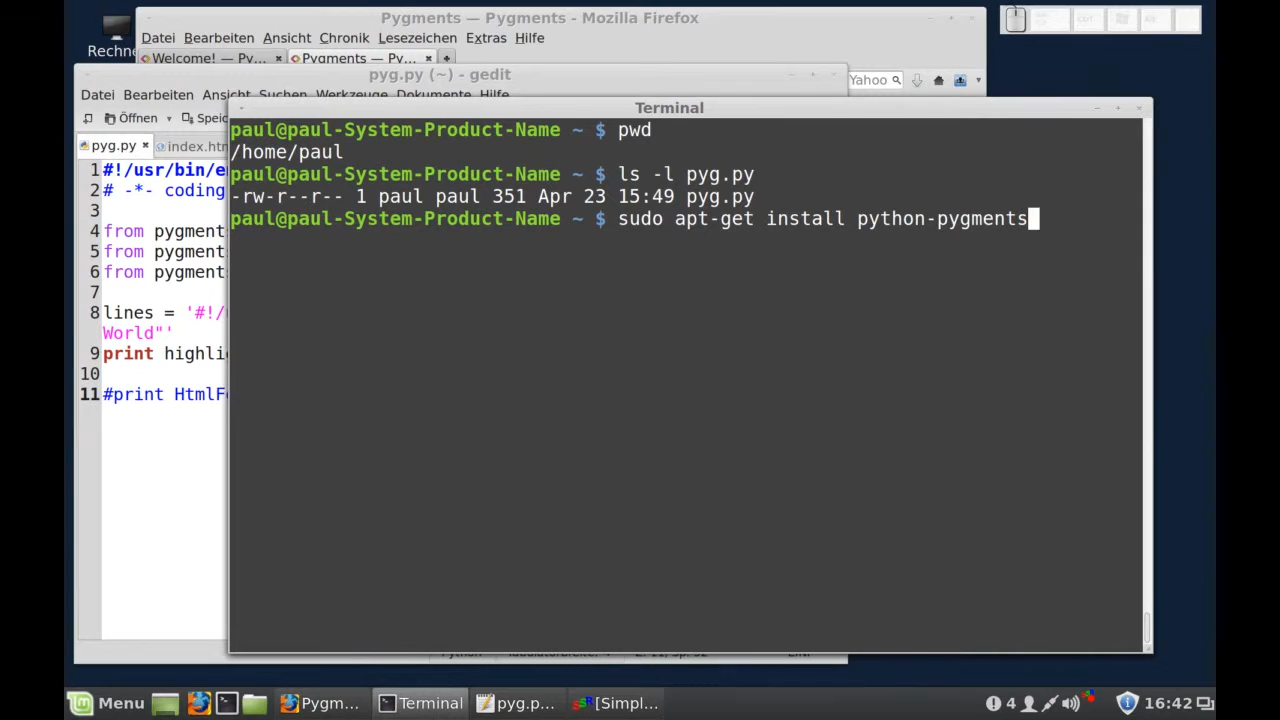 Rechne
Pygments — Pygments - Mozilla Firefox
Datei Bearbeiten Ansicht Chronik Lesezeichen Extras Hilfe
Welcome! — Py... Pygments — Py...
Yahoo
pyg.py (~) - gedit
Datei Bearbeiten Ansicht Suchen Werkzeuge Dokumente Hilfe
Öffnen Speic
pyg.py index.htm
1 #!/usr/bin/e
2 # -*- coding
3
4 from pygment
5 from pygment
6 from pygment
7
8 lines = '#!/
World"'
9 print highli
10
11 #print HtmlF
Terminal
paul@paul-System-Product-Name ~ $ pwd
/home/paul
paul@paul-System-Product-Name ~ $ ls -l pyg.py
-rw-r--r-- 1 paul paul 351 Apr 23 15:49 pyg.py
paul@paul-System-Product-Name ~ $ sudo apt-get install python-pygments
Menu Pygm... Terminal pyg.p... [Simpl... 4 16:42